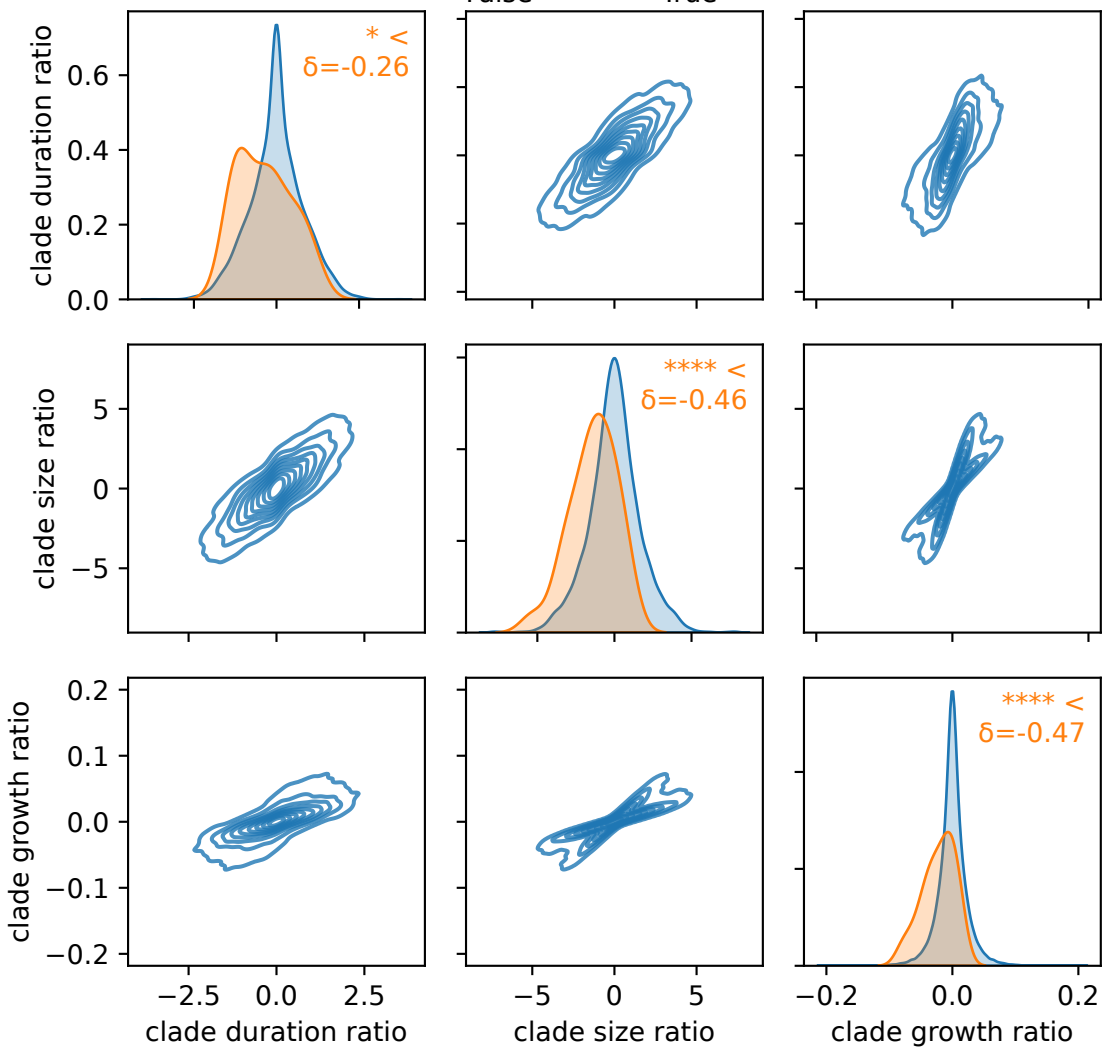 * <
δ=-0.26
clade duration ratio
0.6
0.4
0.2
0.0
**** <
δ=-0.46
clade size ratio
5
0
−5
**** <
δ=-0.47
clade growth ratio
0.2
0.1
0.0
−0.1
−0.2
−2.5 0.0 2.5 −5 0 5 −0.2 0.0 0.2
clade duration ratio clade size ratio clade growth ratio